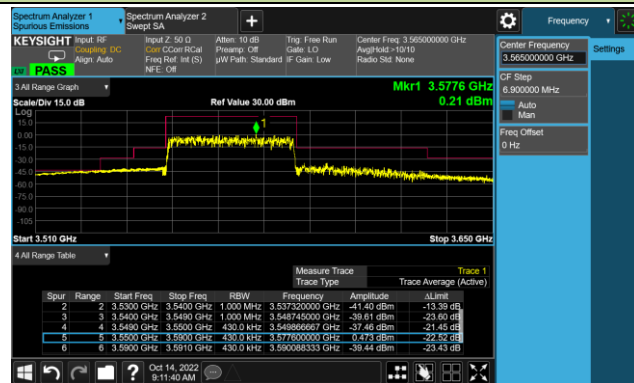 Spectrum Analyzer 1
Spurious Emissions
Spectrum Analyzer 2
Swept SA
Frequency
KEYSIGHT
Input: RF
Coupling: DC
Align: Auto
Input Z: 50 Ω
Corr CCorr RCal
Freq Ref: Int (S)
NFE: Off
Atten: 10 dB
Preamp: Off
µW Path: Standard
Trig: Free Run
Gate: LO
IF Gain: Low
Center Freq: 3.565000000 GHz
Avg|Hold:>10/10
Radio Std: None
PASS
Center Frequency
3.565000000 GHz
Settings
CF Step
6.900000 MHz
Auto
Man
Freq Offset
0 Hz
3 All Range Graph
Mkr1 3.5776 GHz
Scale/Div 15.0 dB
Ref Value 30.00 dBm
0.21 dBm
Log
15.0
0.00
-15.0
-30.0
-45.0
-60.0
-75.0
-90.0
-105
1
Start 3.510 GHz
Stop 3.650 GHz
4 All Range Table
Measure Trace Trace 1
Trace Type Trace Average (Active)
Spur Range Start Freq Stop Freq RBW Frequency Amplitude ΔLimit
2 2 3.5300 GHz 3.5400 GHz 1.000 MHz 3.537320000 GHz -41.40 dBm -13.39 dB
3 3 3.5400 GHz 3.5490 GHz 1.000 MHz 3.548745000 GHz -39.61 dBm -23.60 dB
4 4 3.5490 GHz 3.5500 GHz 430.0 kHz 3.549866667 GHz -37.46 dBm -21.45 dB
5 5 3.5500 GHz 3.5900 GHz 430.0 kHz 3.577600000 GHz 0.473 dBm -22.52 dB
6 6 3.5900 GHz 3.5910 GHz 430.0 kHz 3.590088333 GHz -39.44 dBm -23.43 dB
Oct 14, 2022
9:11:40 AM